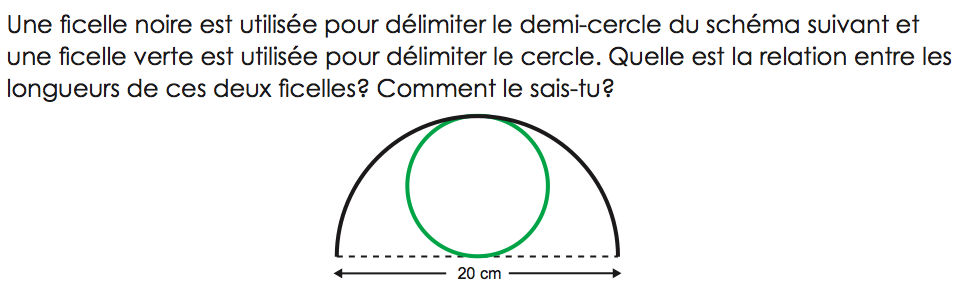 Une ficelle noire est utilisée pour délimiter le demi-cercle du schéma suivant et
une ficelle verte est utilisée pour délimiter le cercle. Quelle est la relation entre les
longueurs de ces deux ficelles? Comment le sais-tu?
20 cm